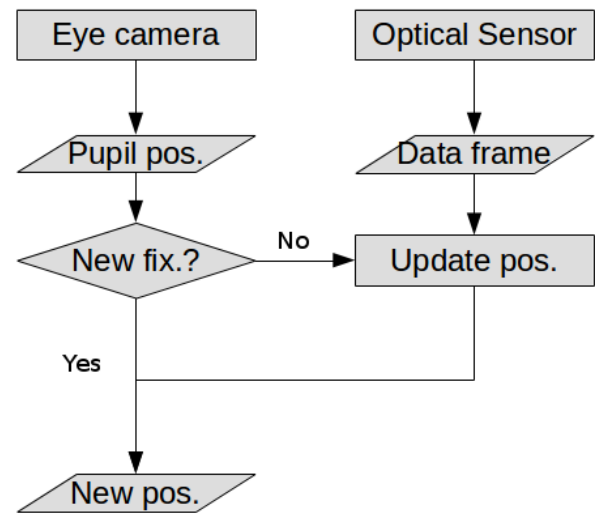 Eye camera
Optical Sensor
Pupil pos.
Data frame
New fix.?
No
Update pos.
Yes
New pos.